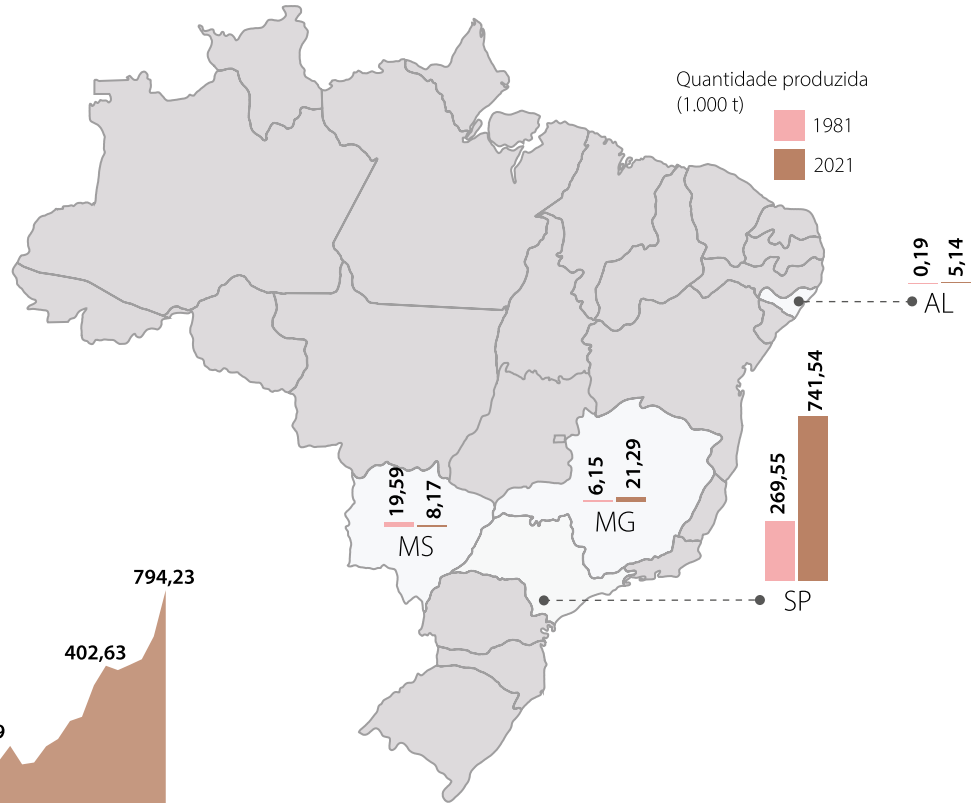 Quantidade produzida
(1.000 t)
1981
2021
0,19
5,14
AL
741,54
269,55
SP
6,15
21,29
MG
19,59
8,17
MS
794,23
402,63
9